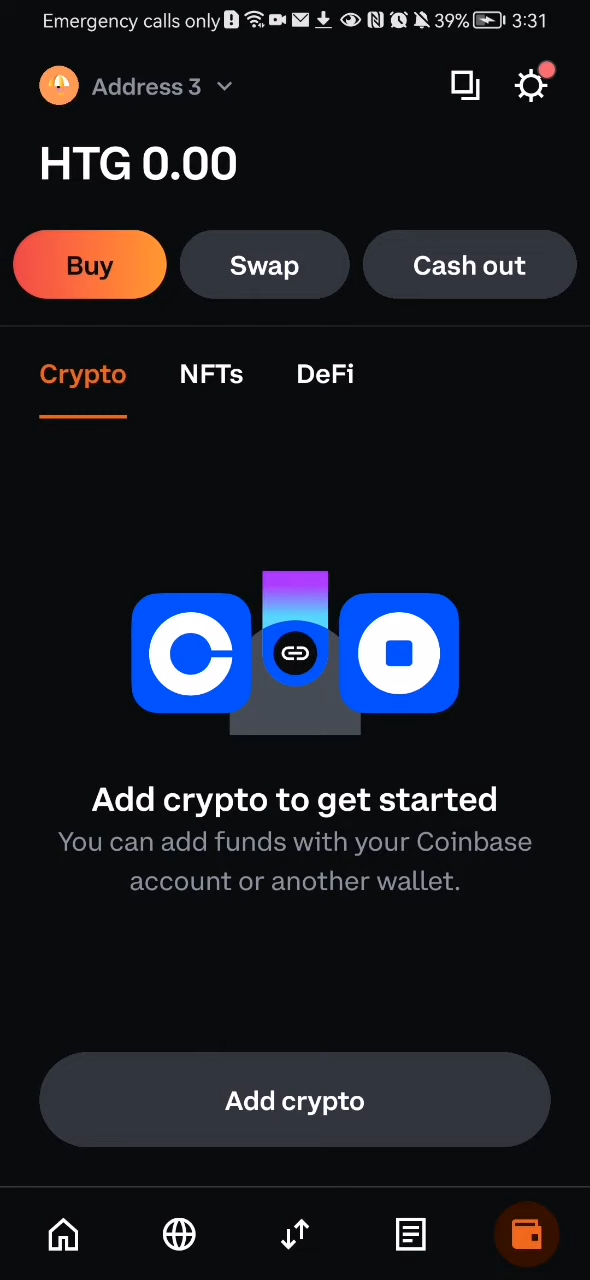 Emergency calls only 39% 3:31
Address 3
HTG 0.00
Buy Swap Cash out
Crypto NFTs DeFi
Add crypto to get started
You can add funds with your Coinbase
account or another wallet.
Add crypto